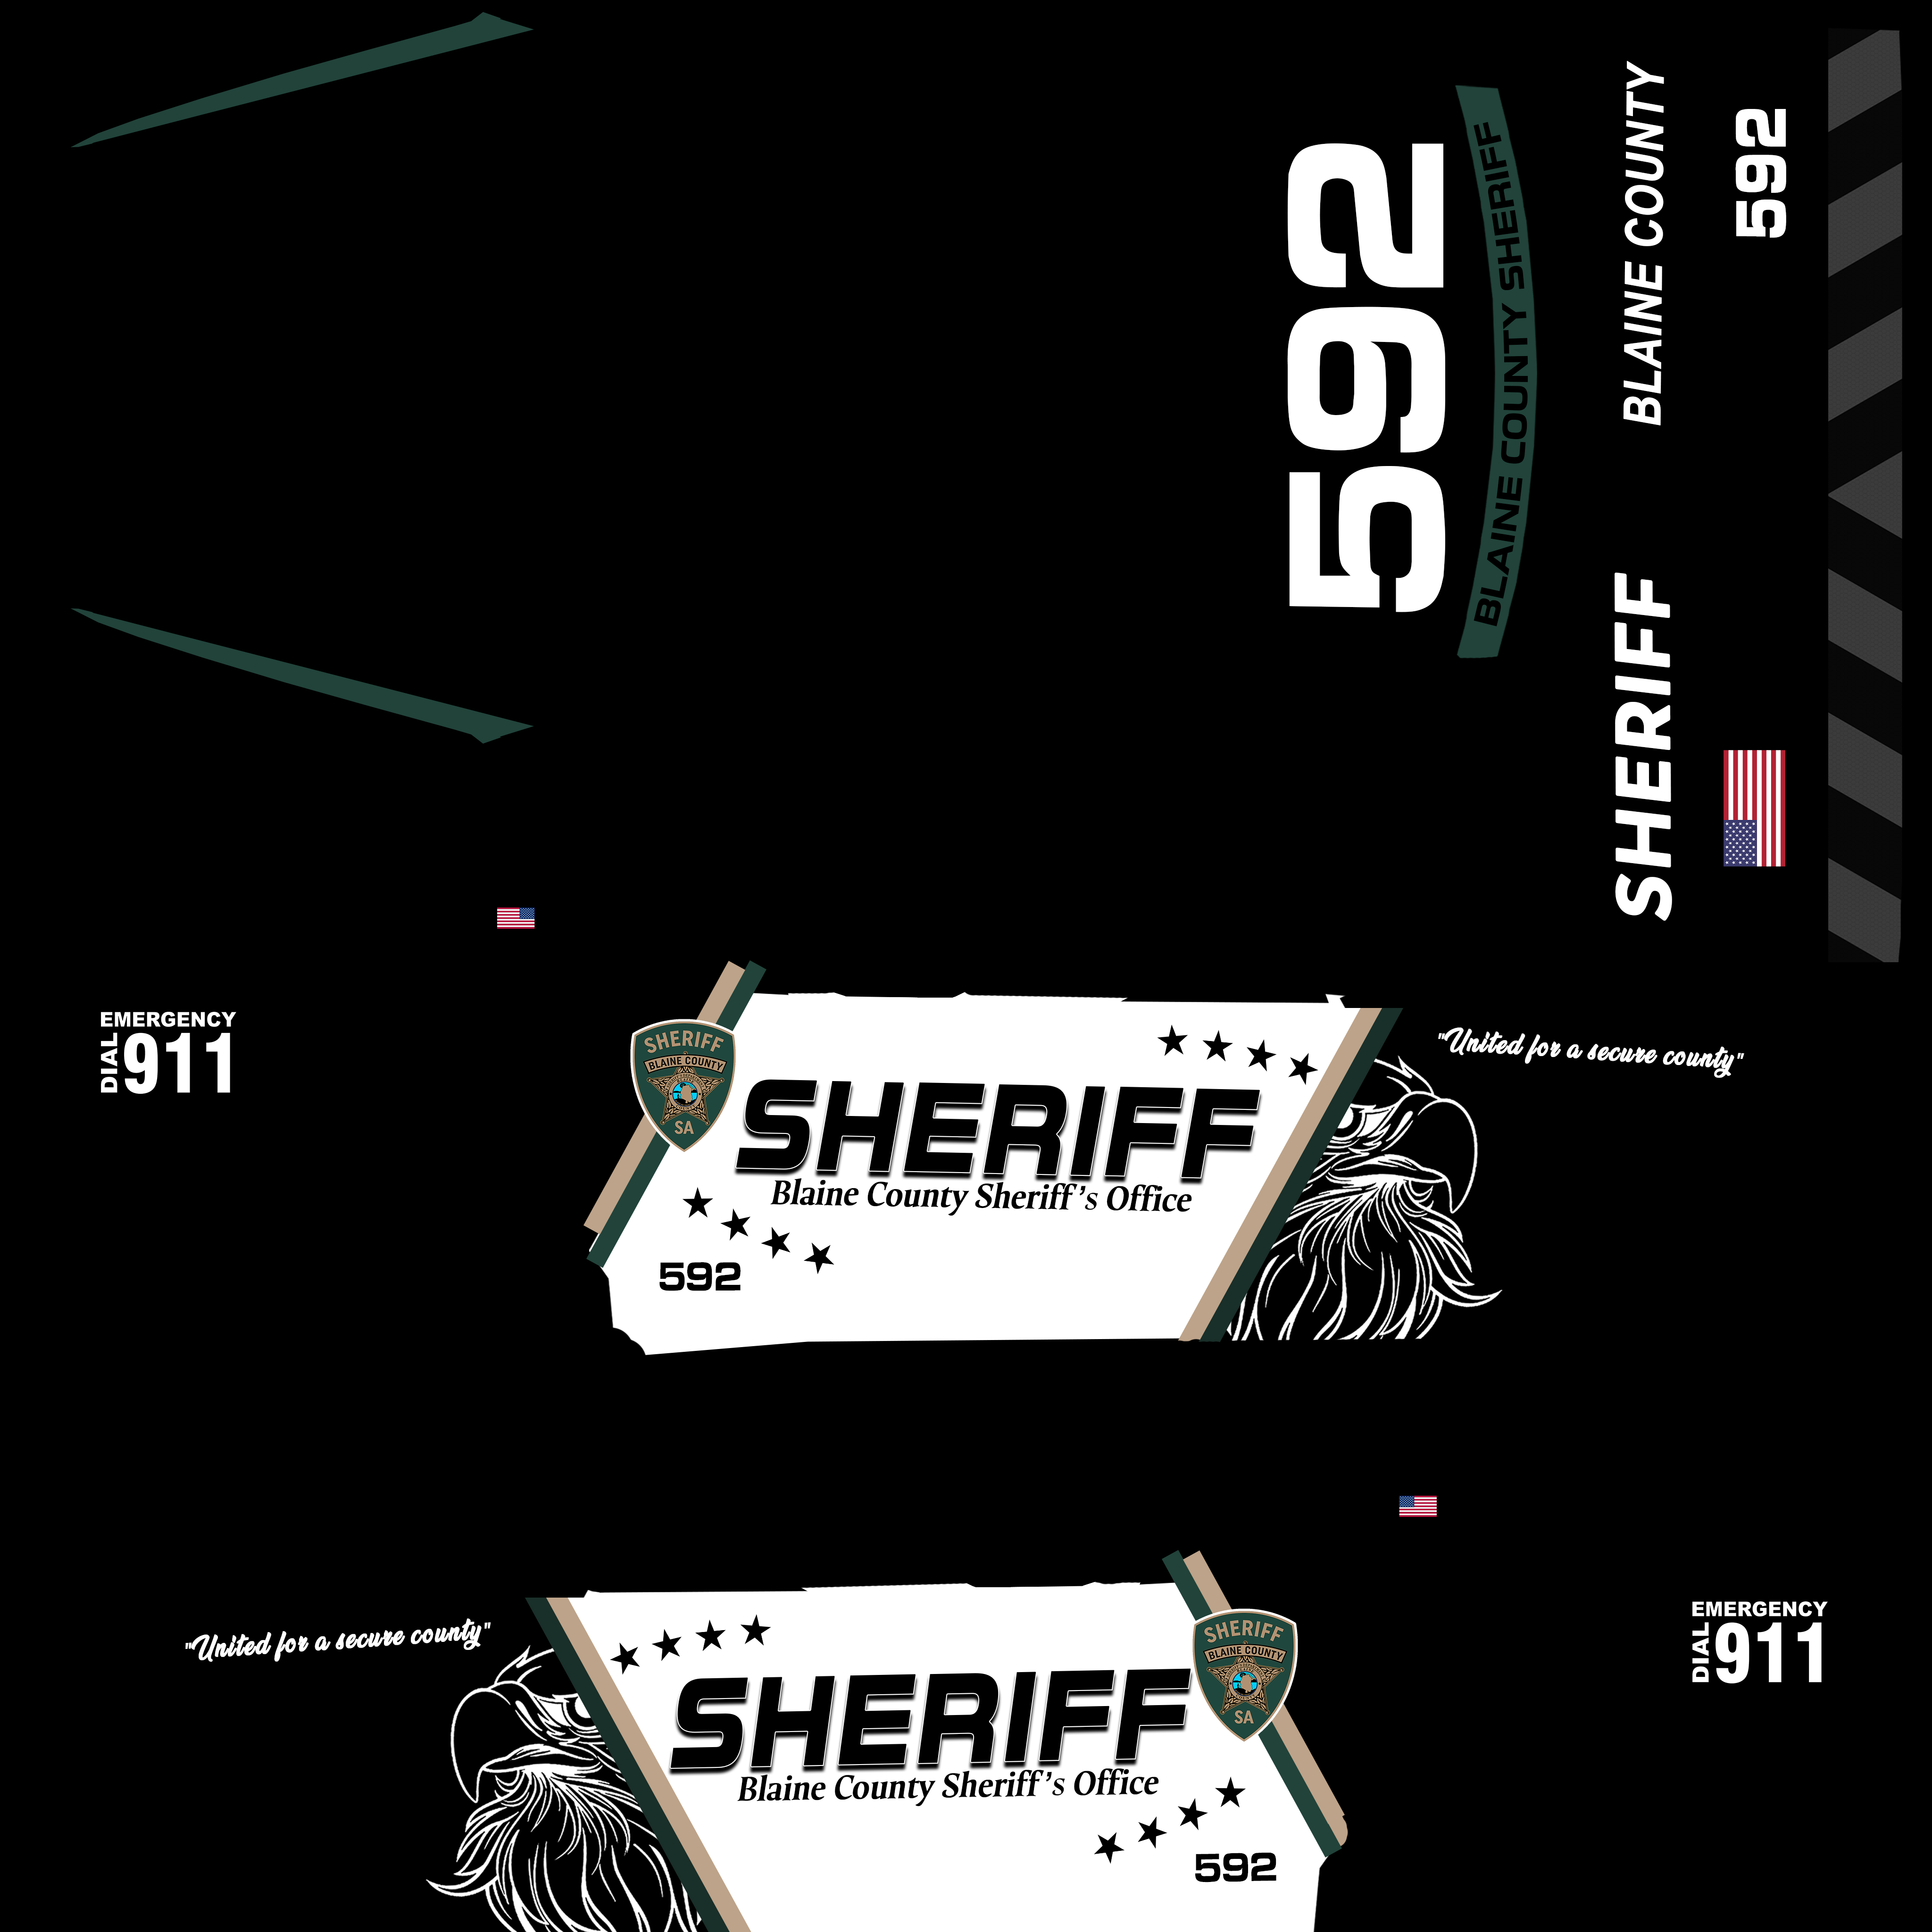 592
BLAINE COUNTY SHERIFF
BLAINE COUNTY
SHERIFF
592
EMERGENCY
DIAL
911
SHERIFF
BLAINE COUNTY
SA
SHERIFF
Blaine County Sheriff's Office
592
"United for a secure county"
"United for a secure county"
SHERIFF
Blaine County Sheriff's Office
592
SHERIFF
BLAINE COUNTY
SA
EMERGENCY
DIAL
911